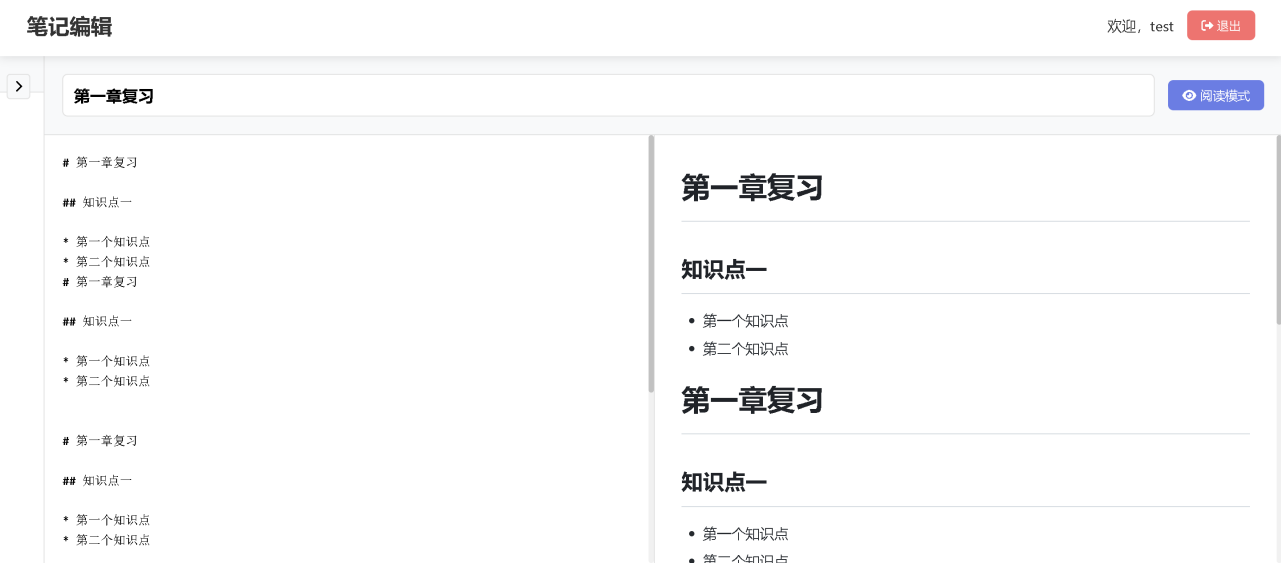 笔记编辑
欢迎，test
退出
第一章复习
阅读模式
# 第一章复习
## 知识点一
* 第一个知识点
* 第二个知识点
# 第一章复习
## 知识点一
* 第一个知识点
* 第二个知识点
# 第一章复习
## 知识点一
* 第一个知识点
* 第二个知识点
第一章复习
知识点一
• 第一个知识点
• 第二个知识点
第一章复习
知识点一
• 第一个知识点
• 第二个知识点